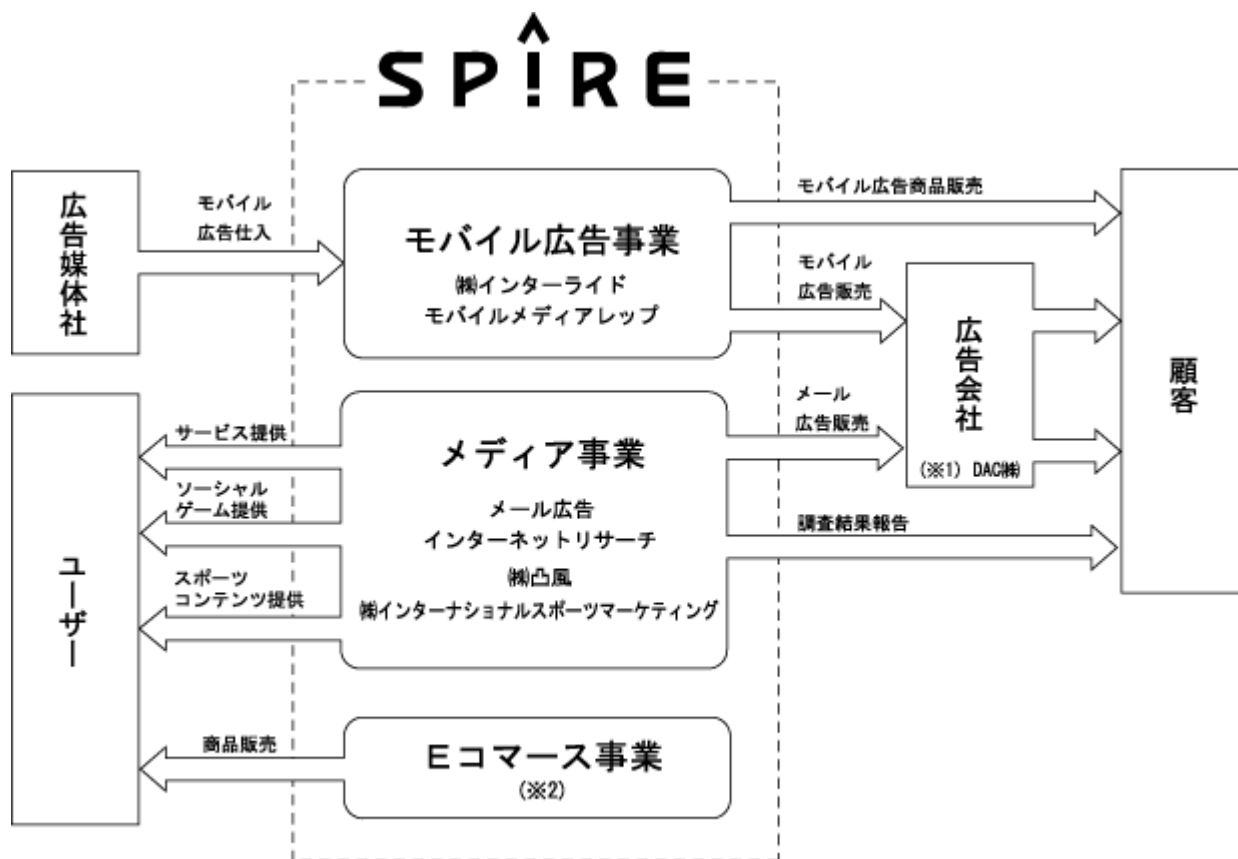 SPIRE
広告媒体社
モバイル
広告仕入
モバイル広告事業
㈱インターライド
モバイルメディアレップ
モバイル広告商品販売
モバイル
広告販売
広告会社
(※1) DAC㈱
顧客
ユーザー
サービス提供
ソーシャル
ゲーム提供
スポーツ
コンテンツ提供
メディア事業
メール広告
インターネットリサーチ
㈱凸風
㈱インターナショナルスポーツマーケティング
メール
広告販売
調査結果報告
商品販売
Eコマース事業
(※2)